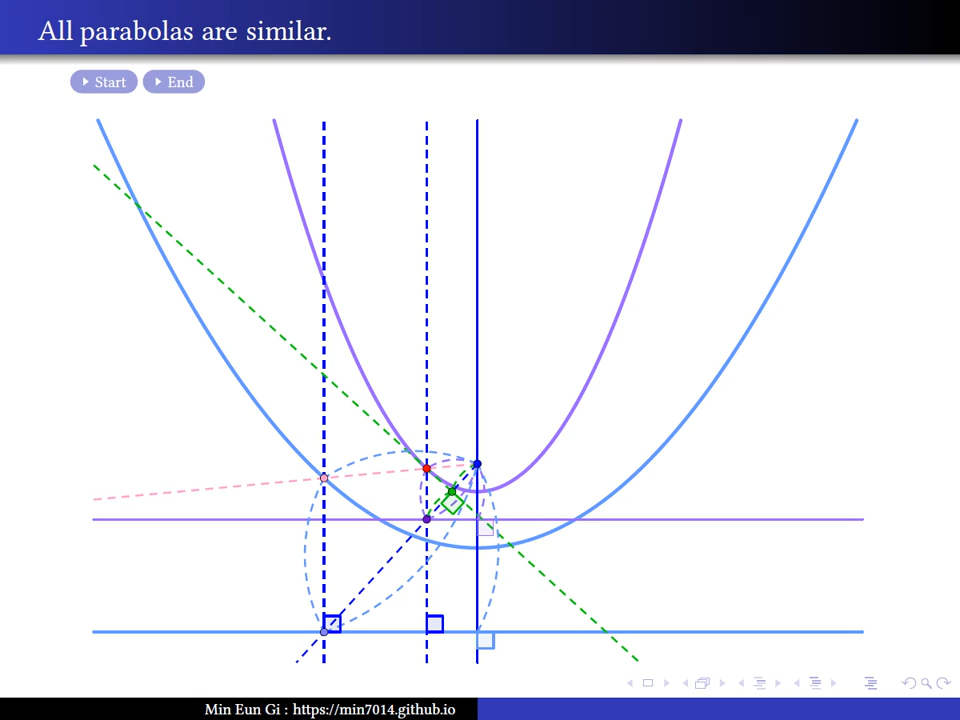 All parabolas are similar.
Start End
Min Eun Gi : https://min7014.github.io